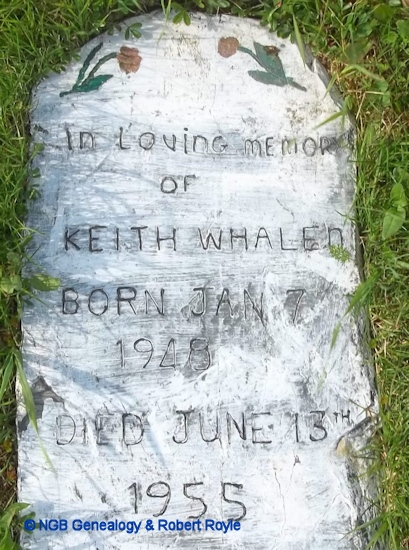 In Loving memory
OF
KEITH WHALEN
BORN JAN 7
1948
DIED JUNE 13TH
1955
© NGB Genealogy & Robert Royle